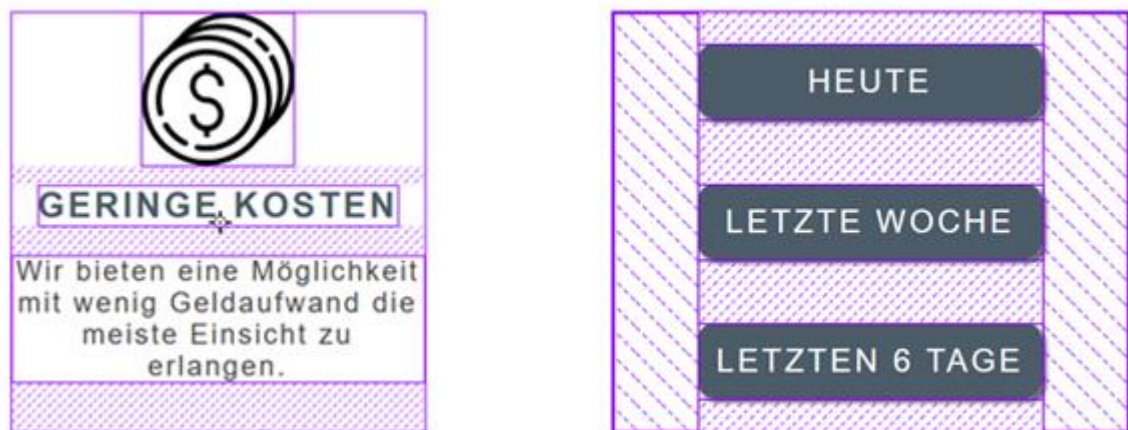 $
GERINGE KOSTEN
Wir bieten eine Möglichkeit
mit wenig Geldaufwand die
meiste Einsicht zu
erlangen.
HEUTE
LETZTE WOCHE
LETZTEN 6 TAGE